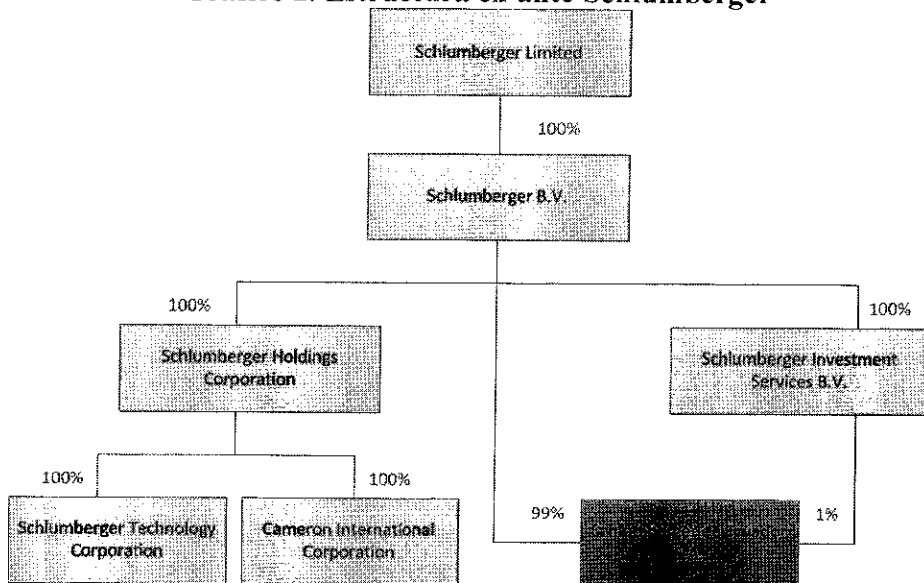 Schlumberger Limited
100%
Schlumberger B.V.
100%
100%
Schlumberger Holdings
Corporation
Schlumberger Investment
Services B.V.
100%
100%
99%
1%
Schlumberger Technology
Corporation
Cameron International
Corporation